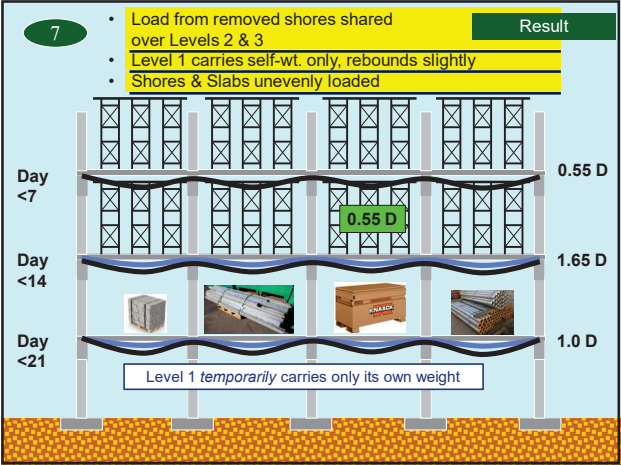 7
• Load from removed shores shared
over Levels 2 & 3
• Level 1 carries self-wt. only, rebounds slightly
• Shores & Slabs unevenly loaded
Result
Day
<7
0.55 D
0.55 D
Day
<14
1.65 D
KNAACK
Day
<21
1.0 D
Level 1 temporarily carries only its own weight